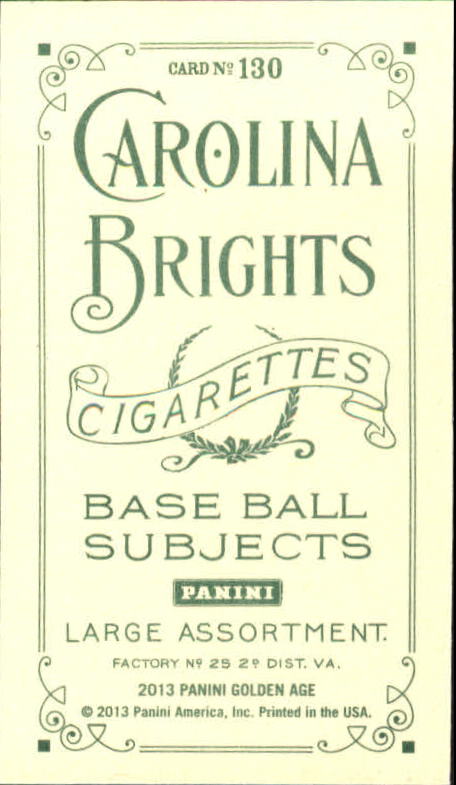 CARD Nº 130
CAROLINA
BRIGHTS
CIGARETTES
BASE BALL
SUBJECTS
PANINI
LARGE ASSORTMENT.
FACTORY Nº 25 2º DIST. VA.
2013 PANINI GOLDEN AGE
© 2013 Panini America, Inc. Printed in the USA.